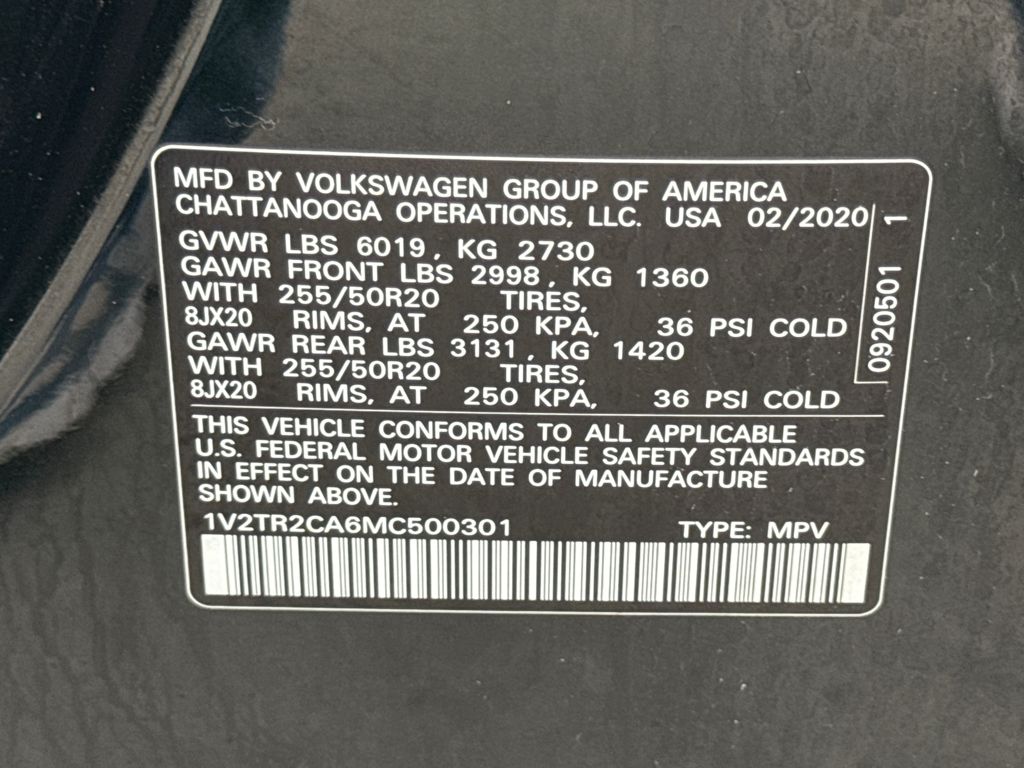 MFD BY VOLKSWAGEN GROUP OF AMERICA
CHATTANOOGA OPERATIONS, LLC. USA 02/2020
GVWR LBS 6019, KG 2730
GAWR FRONT LBS 2998, KG 1360
WITH 255/50R20 TIRES,
8JX20 RIMS, AT 250 KPA, 36 PSI COLD
GAWR REAR LBS 3131, KG 1420
WITH 255/50R20 TIRES,
8JX20 RIMS, AT 250 KPA, 36 PSI COLD
0920501 1
THIS VEHICLE CONFORMS TO ALL APPLICABLE
U.S. FEDERAL MOTOR VEHICLE SAFETY STANDARDS
IN EFFECT ON THE DATE OF MANUFACTURE
SHOWN ABOVE.
1V2TR2CA6MC500301 TYPE: MPV